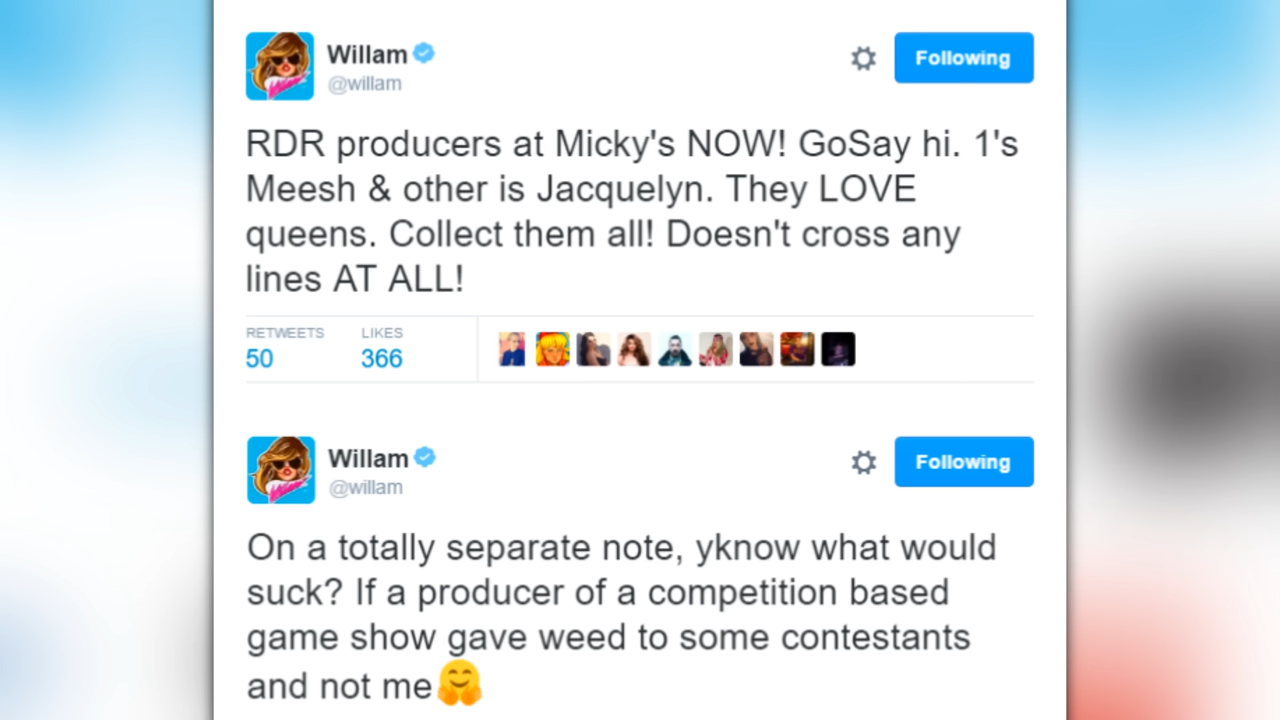 Willam
@willam
Following
RDR producers at Micky's NOW! GoSay hi. 1's
Meesh & other is Jacquelyn. They LOVE
queens. Collect them all! Doesn't cross any
lines AT ALL!
RETWEETS LIKES
50 366
Willam
@willam
Following
On a totally separate note, yknow what would
suck? If a producer of a competition based
game show gave weed to some contestants
and not me🤗